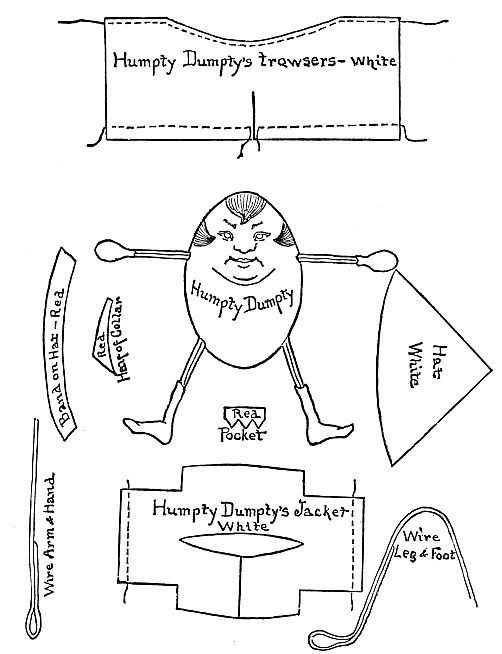 Humpty Dumpty's trowsers - White
Humpty Dumpty
Band on Hat - Red
Red
Half of Collar
Hat
White
Red
Pocket
Wire Arm & Hand
Humpty Dumpty's Jacket
White
Wire
Leg & Foot